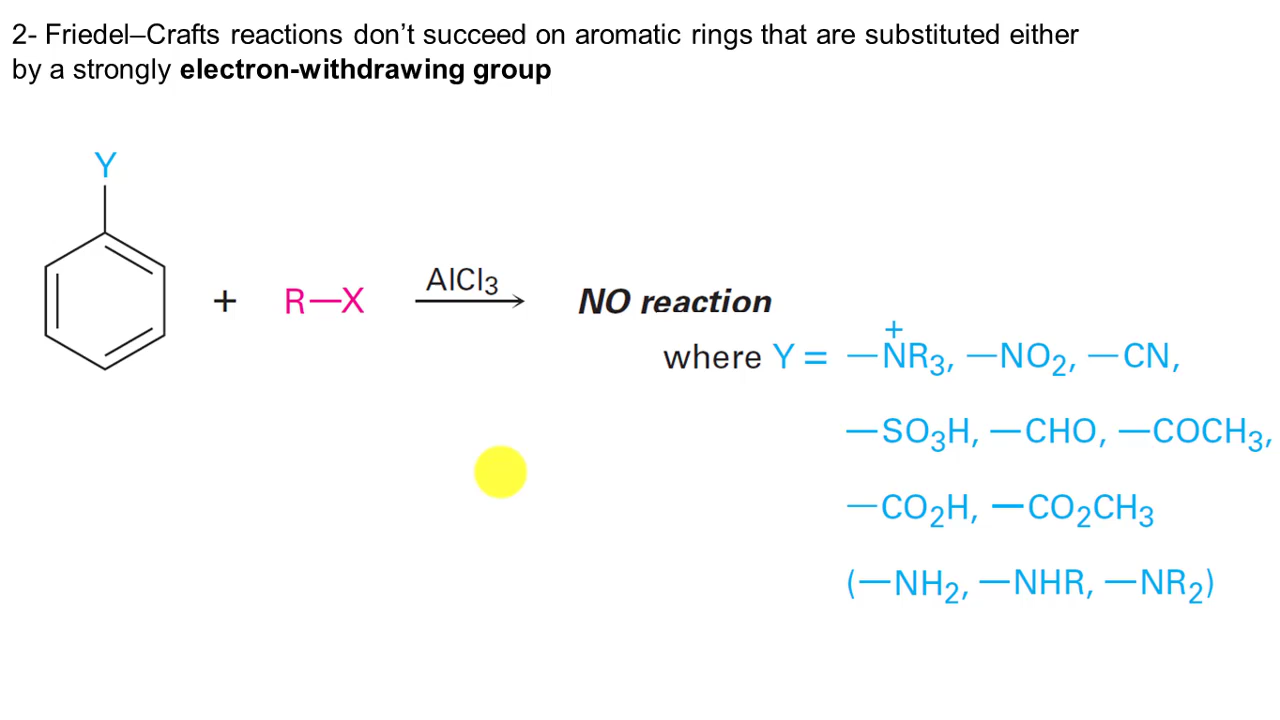 2- Friedel–Crafts reactions don’t succeed on aromatic rings that are substituted either
by a strongly electron-withdrawing group
Y
+ R—X AlCl₃ NO reaction
+
where Y = —NR₃, —NO₂, —CN,
—SO₃H, —CHO, —COCH₃,
—CO₂H, —CO₂CH₃
(—NH₂, —NHR, —NR₂)